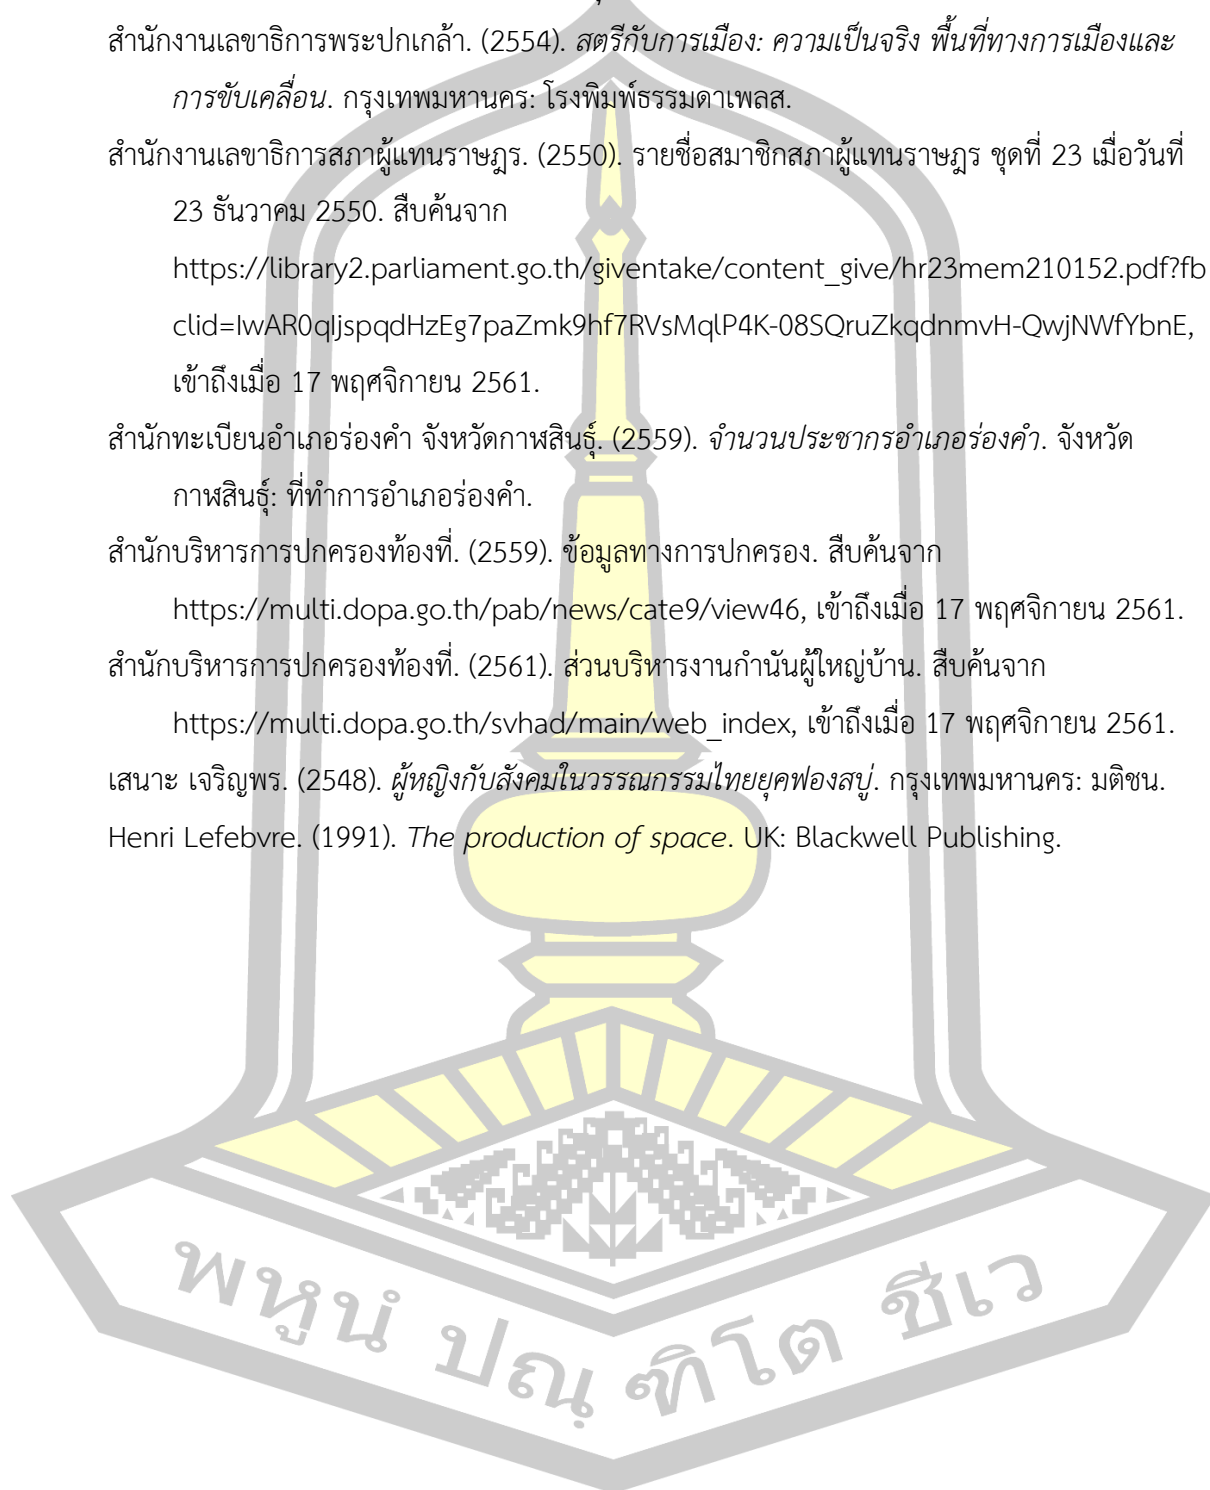 สำนักงานเลขาธิการพระปกเกล้า. (2554). สตรีกับการเมือง: ความเป็นจริง พื้นที่ทางการเมืองและ
การขับเคลื่อน. กรุงเทพมหานคร: โรงพิมพ์ธรรมดาเพลส.
สำนักงานเลขาธิการสภาผู้แทนราษฎร. (2550). รายชื่อสมาชิกสภาผู้แทนราษฎร ชุดที่ 23 เมื่อวันที่
23 ธันวาคม 2550. สืบค้นจาก
https://library2.parliament.go.th/giventake/content_give/hr23mem210152.pdf?fb
clid=IwAR0qIjspqdHzEg7paZmk9hf7RVsMqlP4K-08SQruZkqdnmvH-QwjNWfYbnE,
เข้าถึงเมื่อ 17 พฤศจิกายน 2561.
สำนักทะเบียนอำเภอร่องคำ จังหวัดกาฬสินธุ์. (2559). จำนวนประชากรอำเภอร่องคำ. จังหวัด
กาฬสินธุ์: ที่ทำการอำเภอร่องคำ.
สำนักบริหารการปกครองท้องที่. (2559). ข้อมูลทางการปกครอง. สืบค้นจาก
https://multi.dopa.go.th/pab/news/cate9/view46, เข้าถึงเมื่อ 17 พฤศจิกายน 2561.
สำนักบริหารการปกครองท้องที่. (2561). ส่วนบริหารงานกำนันผู้ใหญ่บ้าน. สืบค้นจาก
https://multi.dopa.go.th/svhad/main/web_index, เข้าถึงเมื่อ 17 พฤศจิกายน 2561.
เสนาะ เจริญพร. (2548). ผู้หญิงกับสังคมในวรรณกรรมไทยยุคฟองสบู่. กรุงเทพมหานคร: มติชน.
Henri Lefebvre. (1991). The production of space. UK: Blackwell Publishing.
พหูนํ ปณฺฑิโต ชีเว